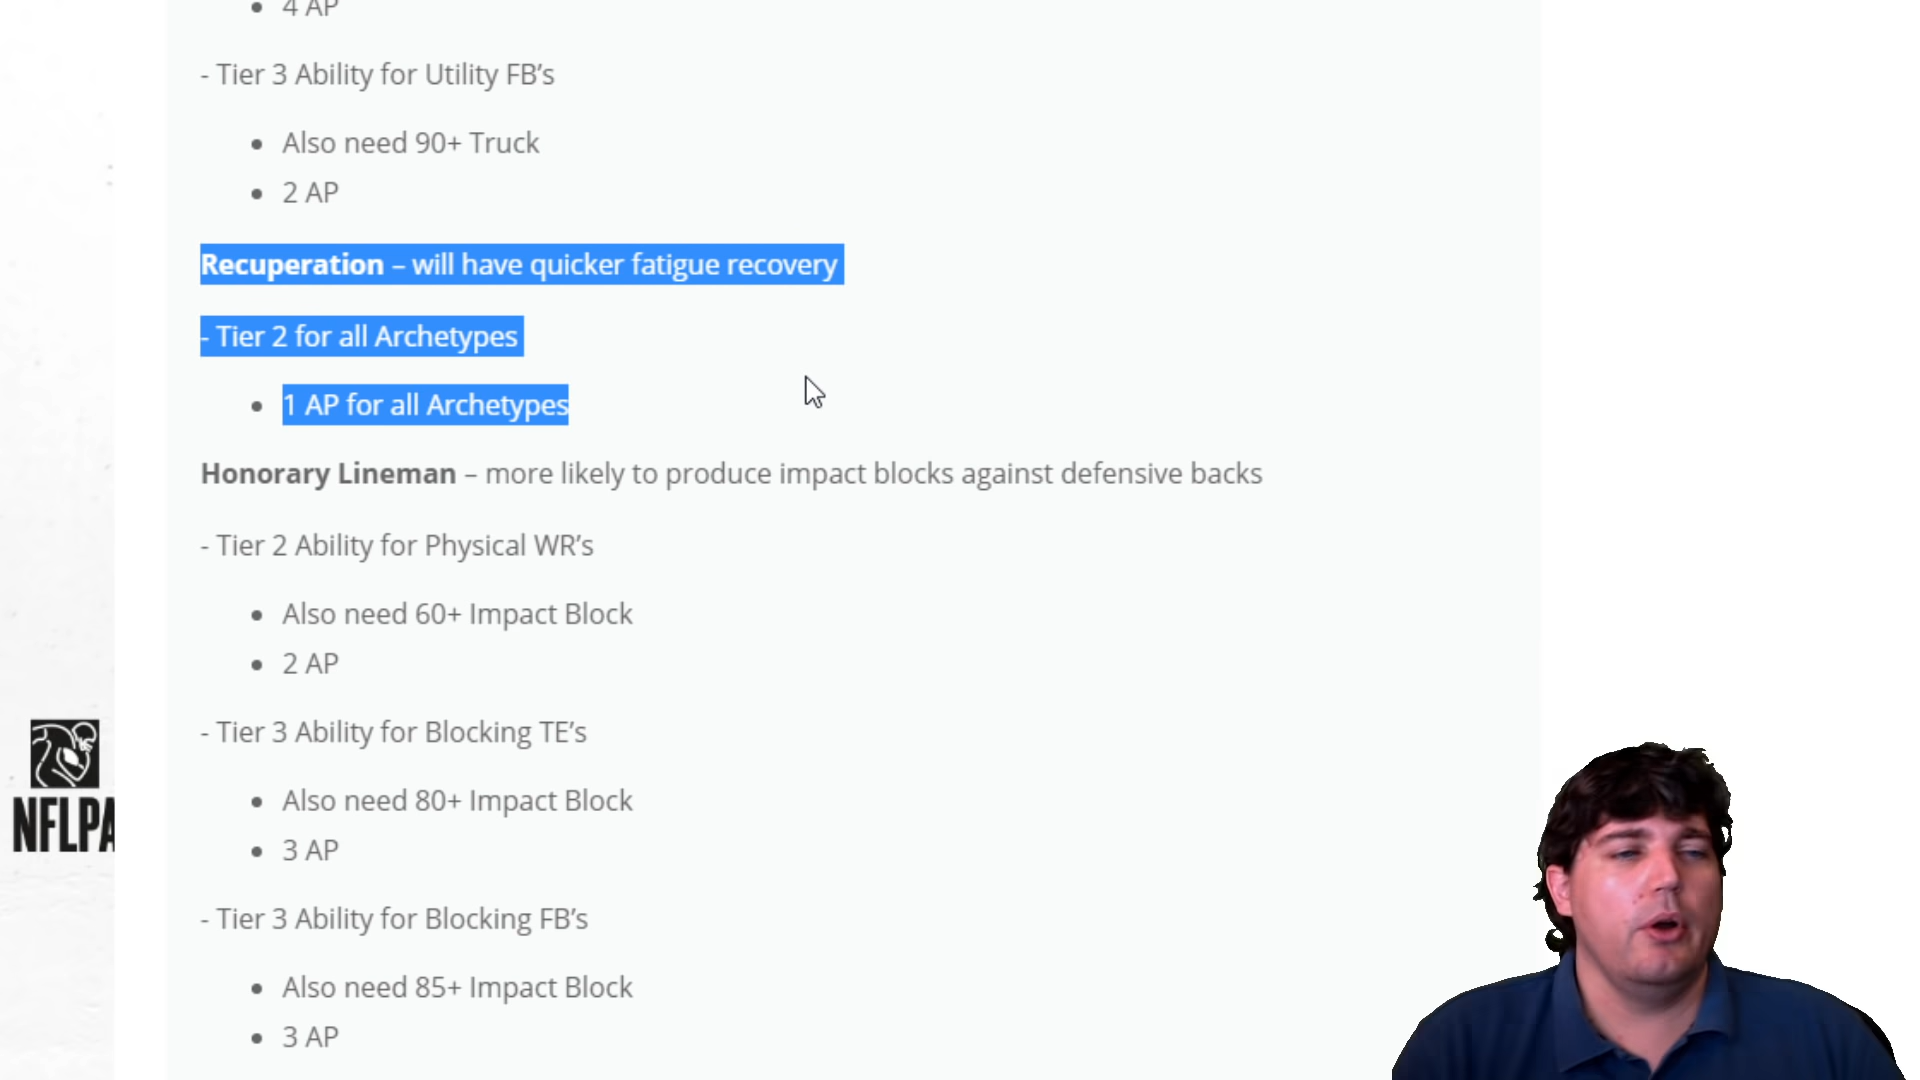 4 AP
- Tier 3 Ability for Utility FB’s
Also need 90+ Truck
2 AP
Recuperation – will have quicker fatigue recovery
- Tier 2 for all Archetypes
1 AP for all Archetypes
Honorary Lineman – more likely to produce impact blocks against defensive backs
- Tier 2 Ability for Physical WR’s
Also need 60+ Impact Block
2 AP
- Tier 3 Ability for Blocking TE’s
Also need 80+ Impact Block
3 AP
- Tier 3 Ability for Blocking FB’s
Also need 85+ Impact Block
3 AP
NFLPA